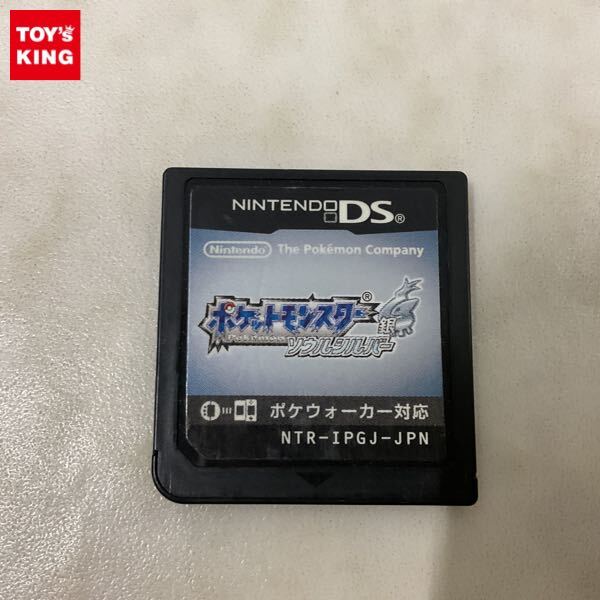 TOY's
KING
NINTENDO DS®
Nintendo The Pokémon Company
ポケットモンスター®
Pokémon
銀
ソウルシルバー
ポケウォーカー対応
NTR-IPGJ-JPN